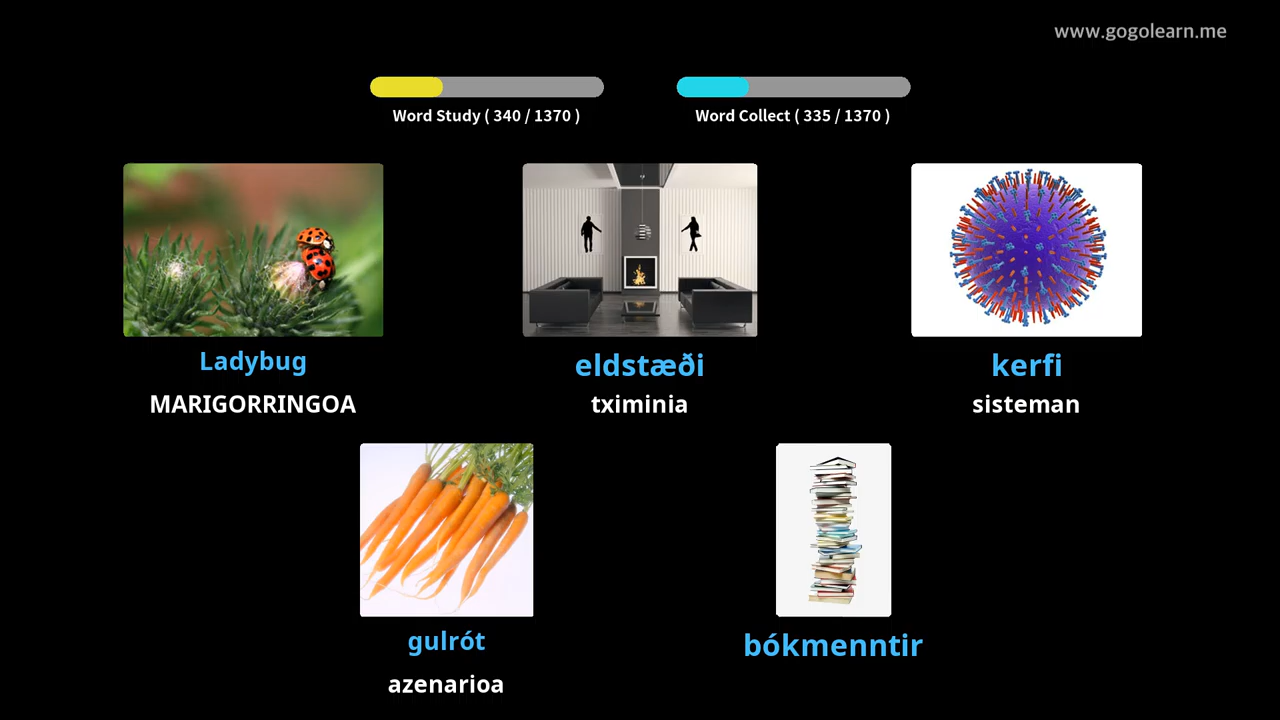 www.gogolearn.me
Word Study ( 340 / 1370 )
Word Collect ( 335 / 1370 )
Ladybug
MARIGORRINGOA
eldstæði
tximinia
kerfi
sisteman
gulrót
azenarioa
bókmenntir